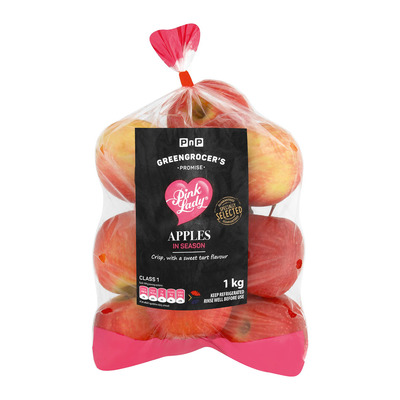 PnP
GREENGROCER'S
PROMISE
Pink
Lady
SPECIALLY
SELECTED
APPLES
IN SEASON
Crisp, with a sweet tart flavour
CLASS 1
1 kg
KEEP REFRIGERATED
RINSE WELL BEFORE USE